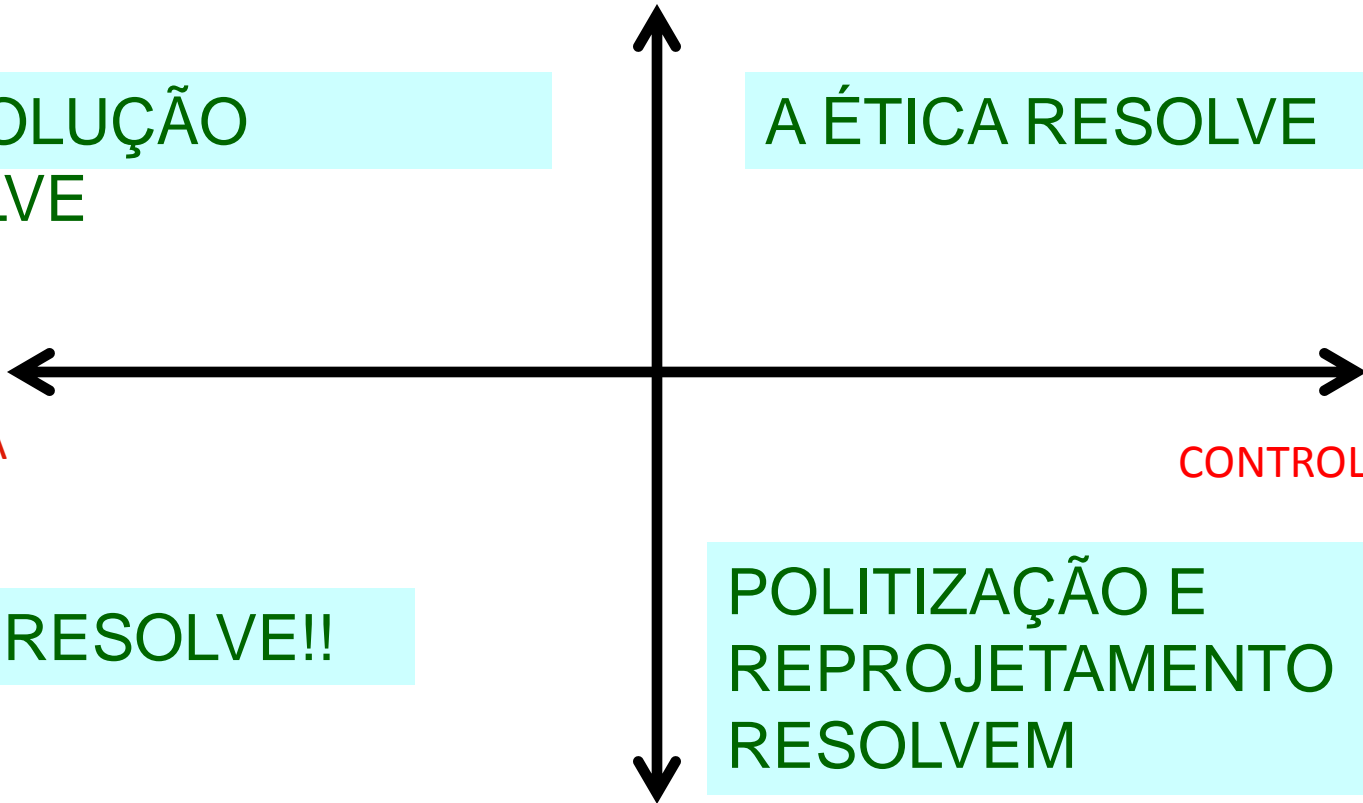 OLUÇÃO
LVE
A ÉTICA RESOLVE
A
CONTROL
RESOLVE!!
POLITIZAÇÃO E
REPROJETAMENTO
RESOLVEM